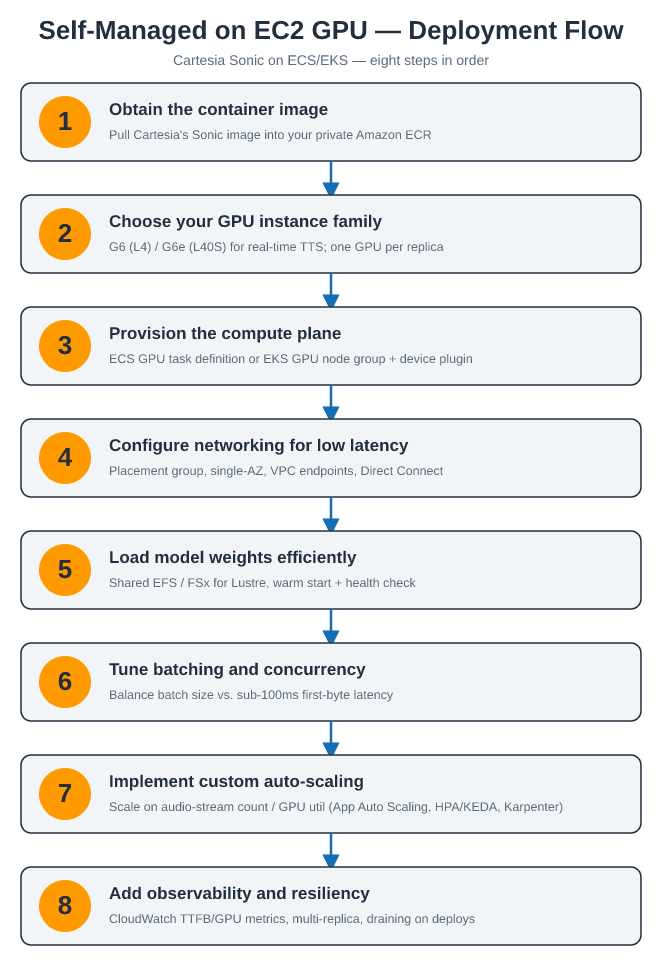 Self-Managed on EC2 GPU — Deployment Flow
Cartesia Sonic on ECS/EKS — eight steps in order
1
Obtain the container image
Pull Cartesia's Sonic image into your private Amazon ECR
2
Choose your GPU instance family
G6 (L4) / G6e (L40S) for real-time TTS; one GPU per replica
3
Provision the compute plane
ECS GPU task definition or EKS GPU node group + device plugin
4
Configure networking for low latency
Placement group, single-AZ, VPC endpoints, Direct Connect
5
Load model weights efficiently
Shared EFS / FSx for Lustre, warm start + health check
6
Tune batching and concurrency
Balance batch size vs. sub-100ms first-byte latency
7
Implement custom auto-scaling
Scale on audio-stream count / GPU util (App Auto Scaling, HPA/KEDA, Karpenter)
8
Add observability and resiliency
CloudWatch TTFB/GPU metrics, multi-replica, draining on deploys